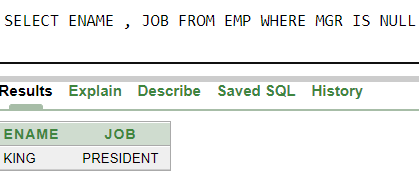 SELECT ENAME , JOB FROM EMP WHERE MGR IS NULL
Results Explain Describe Saved SQL History
ENAME JOB
KING PRESIDENT